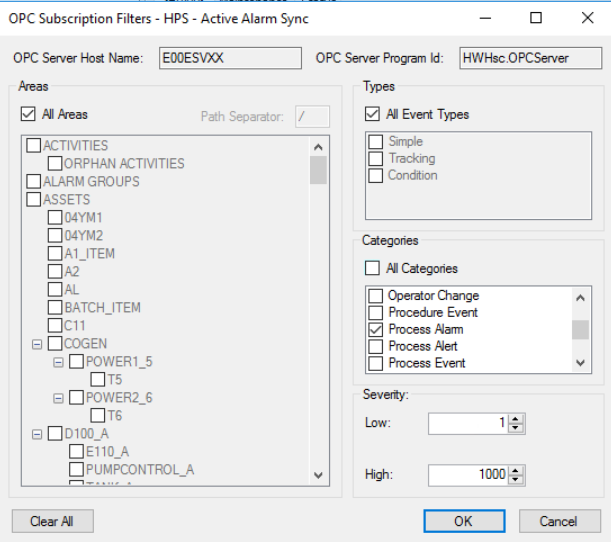 OPC Subscription Filters - HPS - Active Alarm Sync
OPC Server Host Name: E00ESVXX OPC Server Program Id: HWHsc.OPCServer
Areas
All Areas Path Separator: /
ACTIVITIES
ORPHAN ACTIVITIES
ALARM GROUPS
ASSETS
04YM1
04YM2
A1_ITEM
A2
AL
BATCH_ITEM
C11
COGEN
POWER1_5
T5
POWER2_6
T6
D100_A
E110_A
PUMPCONTROL_A
Types
All Event Types
Simple
Tracking
Condition
Categories
All Categories
Operator Change
Procedure Event
Process Alarm
Process Alert
Process Event
Severity:
Low: 1
High: 1000
Clear All
OK Cancel